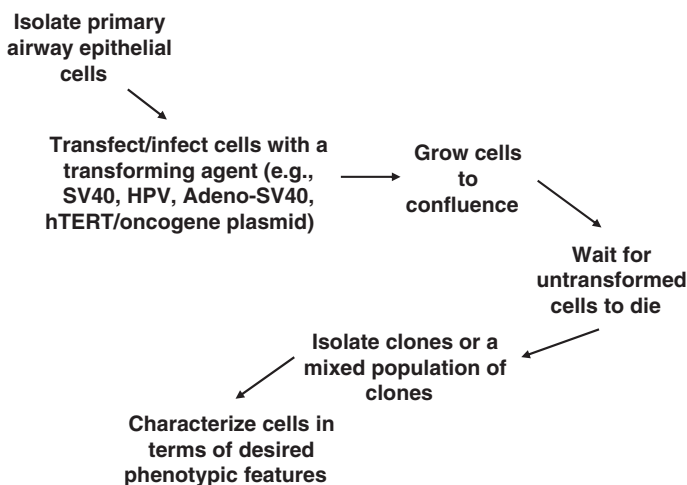 Isolate primary
airway epithelial
cells
Transfect/infect cells with a
transforming agent (e.g.,
SV40, HPV, Adeno-SV40,
hTERT/oncogene plasmid)
Grow cells
to
confluence
Wait for
untransformed
cells to die
Isolate clones or a
mixed population of
clones
Characterize cells in
terms of desired
phenotypic features